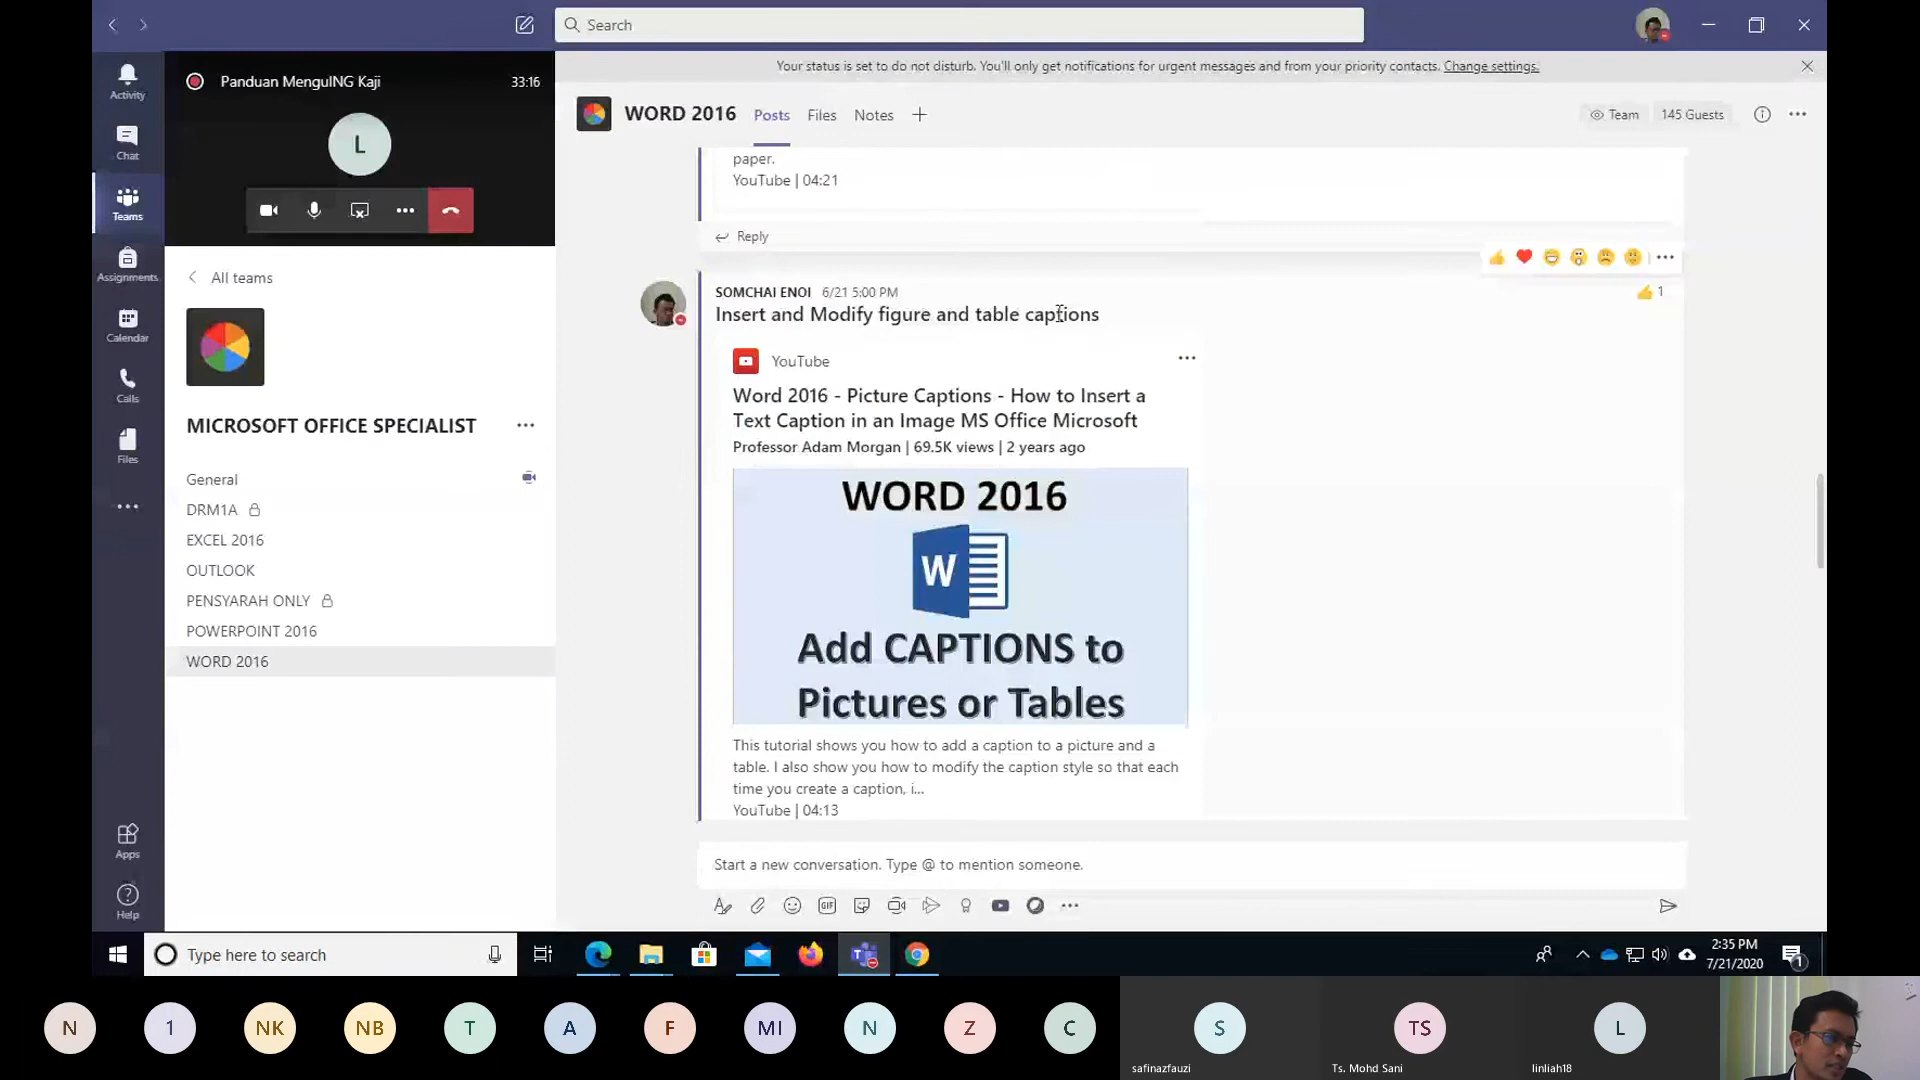 Search
Your status is set to do not disturb. You'll only get notifications for urgent messages and from your priority contacts. Change settings.
Activity
Chat
Teams
Assignments
Calendar
Calls
Files
Apps
Help
Panduan MenguING Kaji
33:16
L
All teams
MICROSOFT OFFICE SPECIALIST
General
DRM1A
EXCEL 2016
OUTLOOK
PENSYARAH ONLY
POWERPOINT 2016
WORD 2016
WORD 2016 Posts Files Notes
Team 145 Guests
paper.
YouTube | 04:21
Reply
SOMCHAI ENOI 6/21 5:00 PM
1
Insert and Modify figure and table captions
YouTube
Word 2016 - Picture Captions - How to Insert a
Text Caption in an Image MS Office Microsoft
Professor Adam Morgan | 69.5K views | 2 years ago
WORD 2016
W
Add CAPTIONS to
Pictures or Tables
This tutorial shows you how to add a caption to a picture and a
table. I also show you how to modify the caption style so that each
time you create a caption, i...
YouTube | 04:13
Start a new conversation. Type @ to mention someone.
GIF
Type here to search
2:35 PM
7/21/2020
1
N 1 NK NB T A F MI N Z C S TS L
safinazfauzi Ts. Mohd Sani linliah18